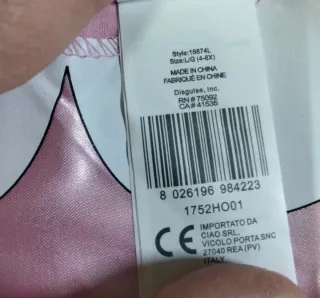 Style:18874L
Size:L/G (4-6X)
MADE IN CHINA
FABRIQUÉ EN CHINE
Disguise, Inc.
RN# 75092
CA# 41535
8 026196 984223
1752HO01
CE
IMPORTATO DA
CIAO SRL,
VICOLO PORTA SNC
27040 REA (PV)
ITALY